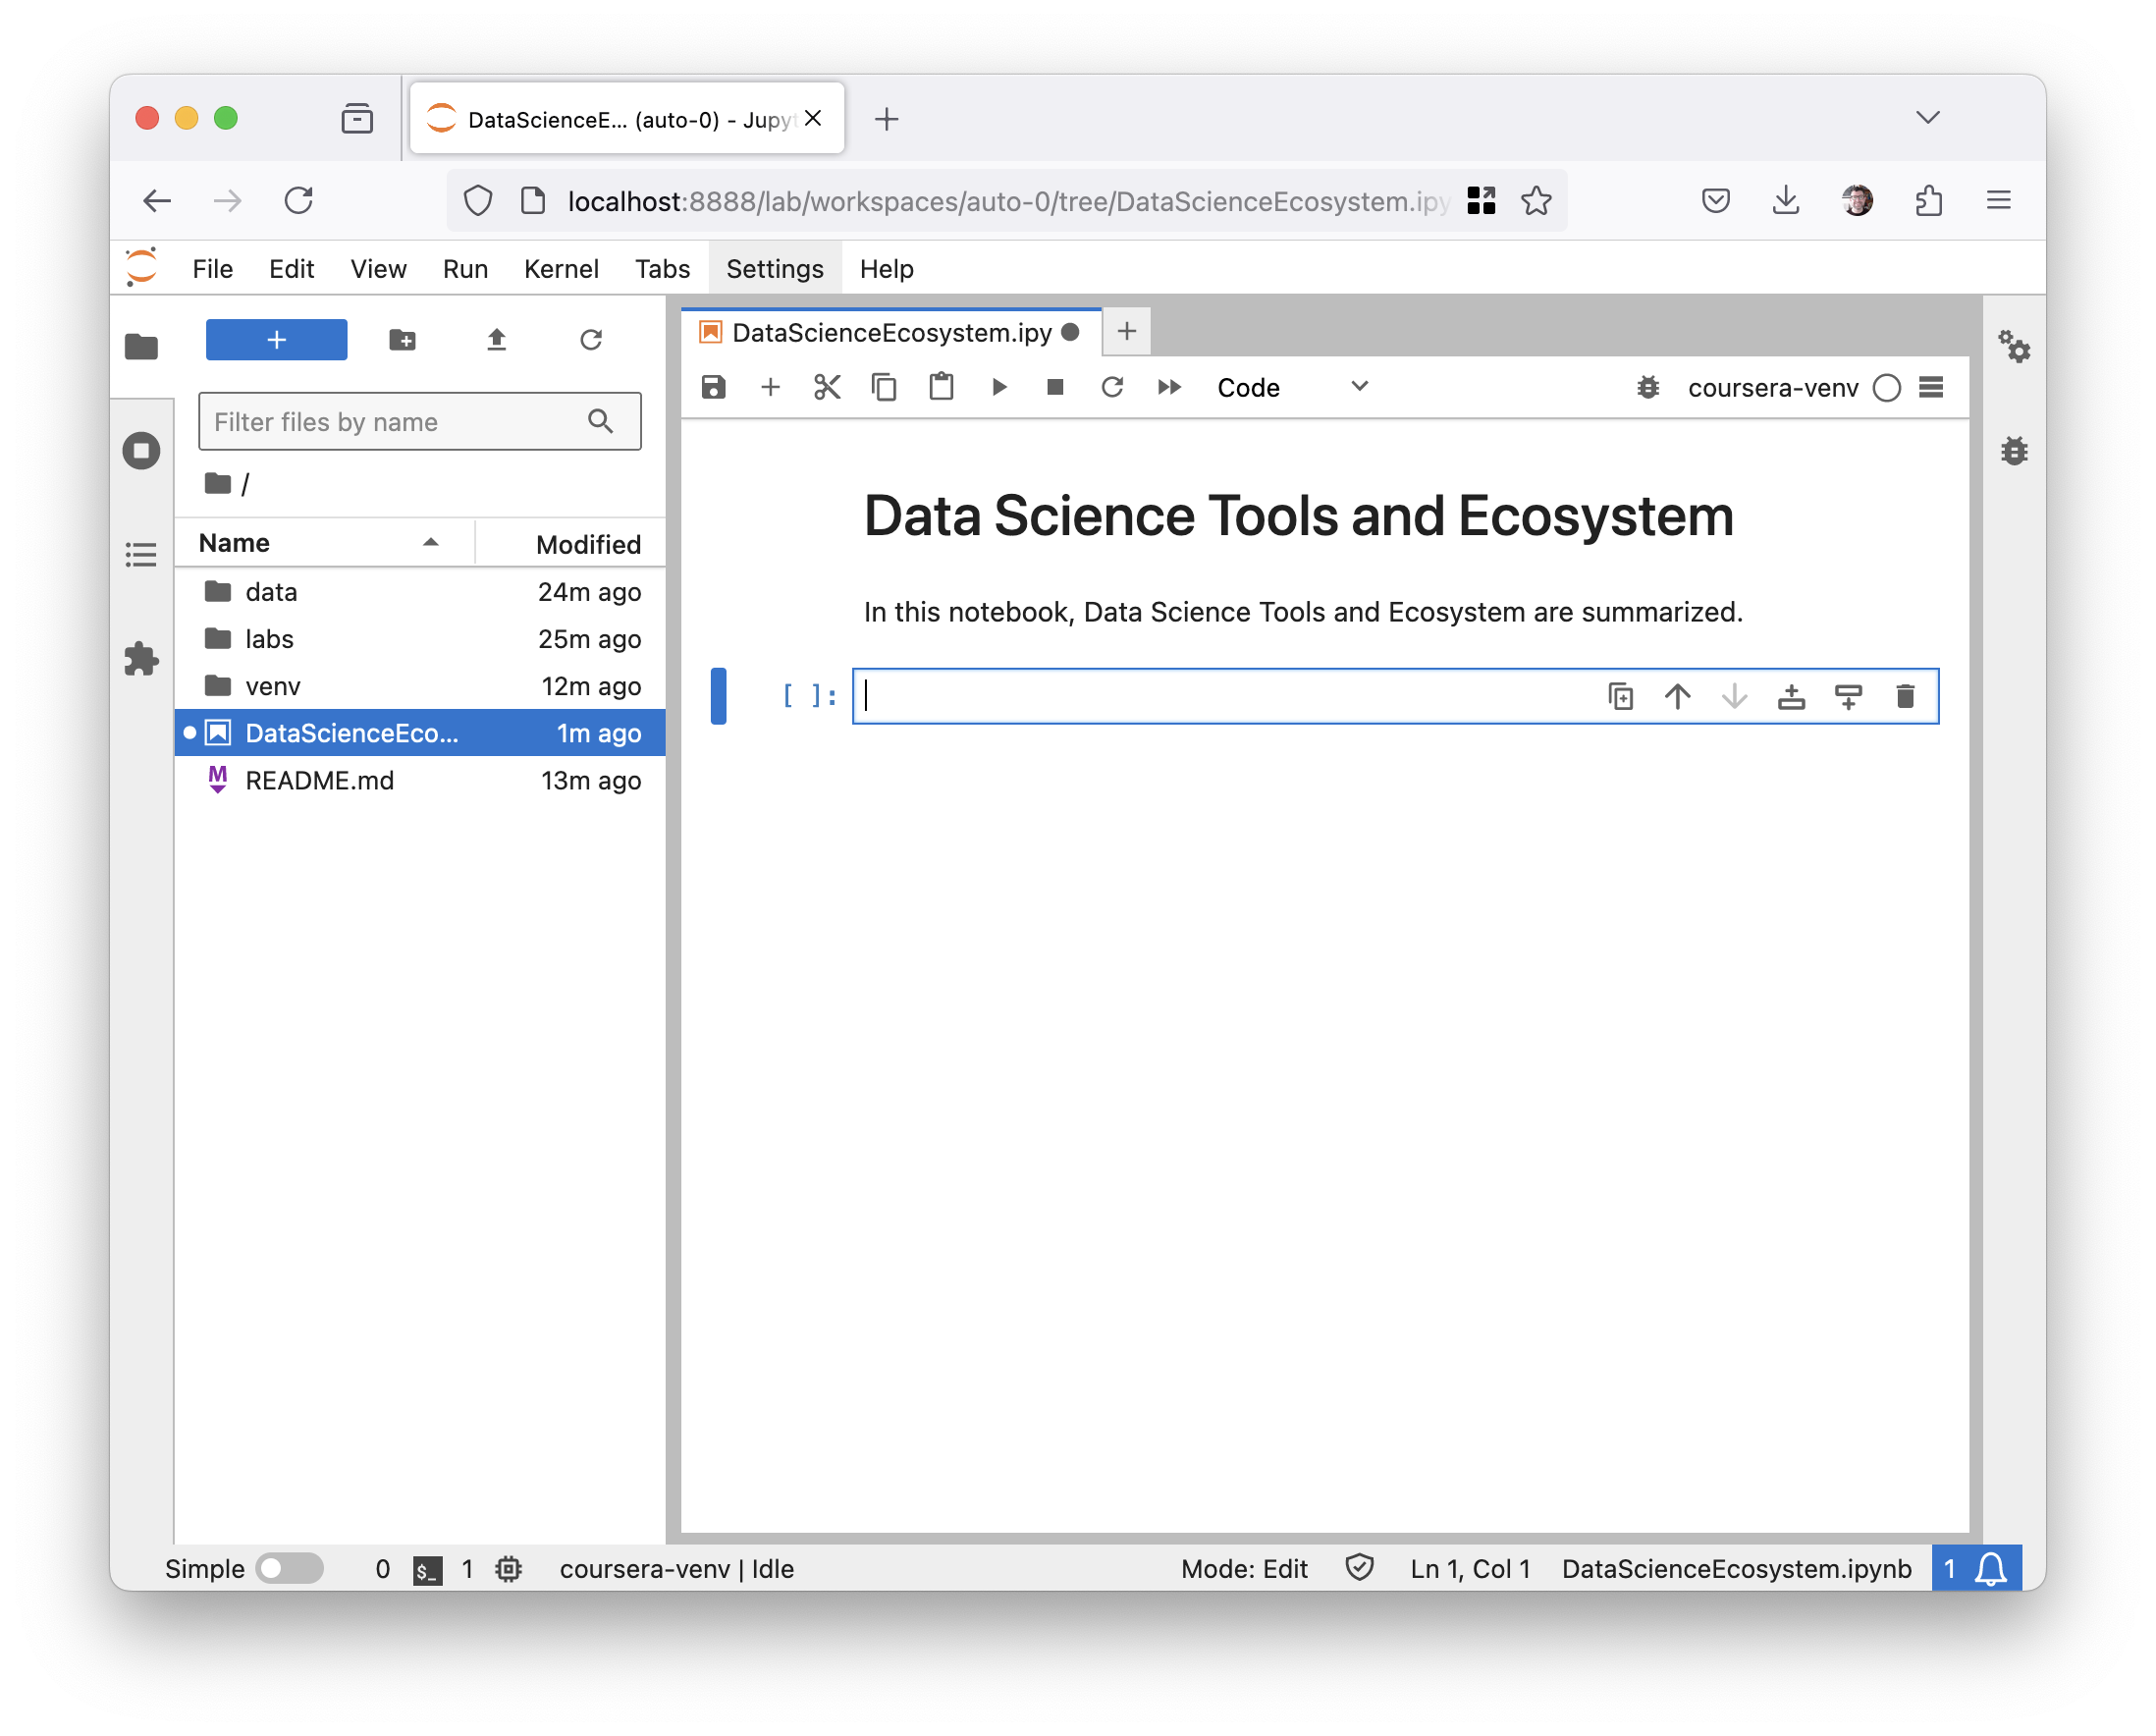 DataScienceE... (auto-0) - Jupyt
localhost:8888/lab/workspaces/auto-0/tree/DataScienceEcosystem.ipy
File Edit View Run Kernel Tabs Settings Help
DataScienceEcosystem.ipy
Code coursera-venv
Filter files by name
/
Name Modified
data 24m ago
labs 25m ago
venv 12m ago
DataScienceEco... 1m ago
README.md 13m ago
Data Science Tools and Ecosystem
In this notebook, Data Science Tools and Ecosystem are summarized.
[ ]:
Simple 0 $_ 1 coursera-venv | Idle Mode: Edit Ln 1, Col 1 DataScienceEcosystem.ipynb 1